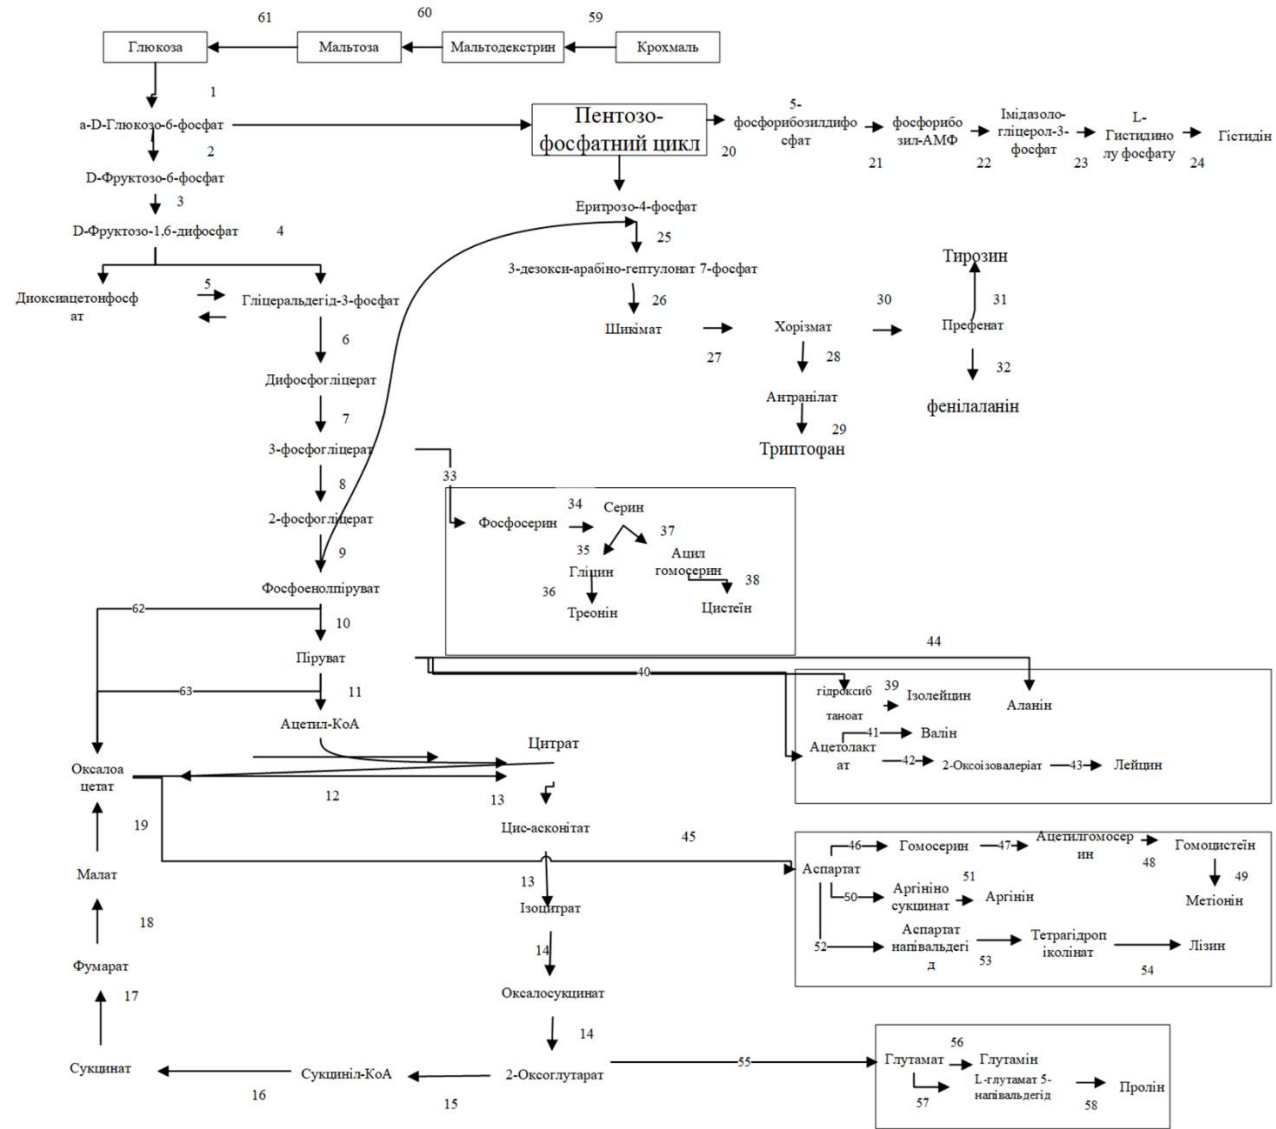 61
60
59
Глюкоза
Мальтоза
Мальтодекстрин
Крохмаль
1
a-D-Глюкозо-6-фосфат
Пентозо-
фосфатний цикл
5-
фосфорибозилдифо
сфат
фосфорибо
зил-АМФ
Імідазоло-
гліцерол-3-
фосфат
L-
Гистидино
лу фосфату
Гістидін
20
21
22
23
24
2
D-Фруктозо-6-фосфат
3
Еритрозо-4-фосфат
D-Фруктозо-1,6-дифосфат
4
25
3-дезокси-арабіно-гептулонат 7-фосфат
Тирозин
Диоксиацетонфосф
ат
5
Гліцеральдегід-3-фосфат
26
30
31
Шикімат
Хорізмат
Префенат
6
27
28
32
Дифосфогліцерат
Антранілат
фенілаланін
7
29
3-фосфогліцерат
Триптофан
33
8
34
Серин
2-фосфогліцерат
Фосфосерин
37
9
35
Ацил
гомосерин
Гліцин
38
Фосфоенолпіруват
36
Треонін
Цистеїн
62
10
44
Піруват
40
63
11
гідроксиб
таноат
39
Ізолейцин
Аланін
Ацетил-КоА
41
Валін
Цитрат
Ацетолакт
ат
42
2-Оксоізовалеріат
43
Лейцин
Оксалоа
цетат
12
13
19
Цис-асконітат
45
46
Гомосерин
47
Ацетилгомосер
ин
48
Гомоцистеїн
Аспартат
49
Малат
13
50
Аргініно
сукцинат
51
Аргінін
Метіонін
Ізоцитрат
18
52
Аспартат
напівальдегі
д
53
Тетрагідроп
іколінат
54
Лізин
14
Фумарат
17
Оксалосукцинат
14
Сукцинат
16
Сукциніл-КоА
15
2-Оксоглутарат
55
Глутамат
56
Глутамін
57
L-глутамат 5-
напівальдегід
58
Пролін